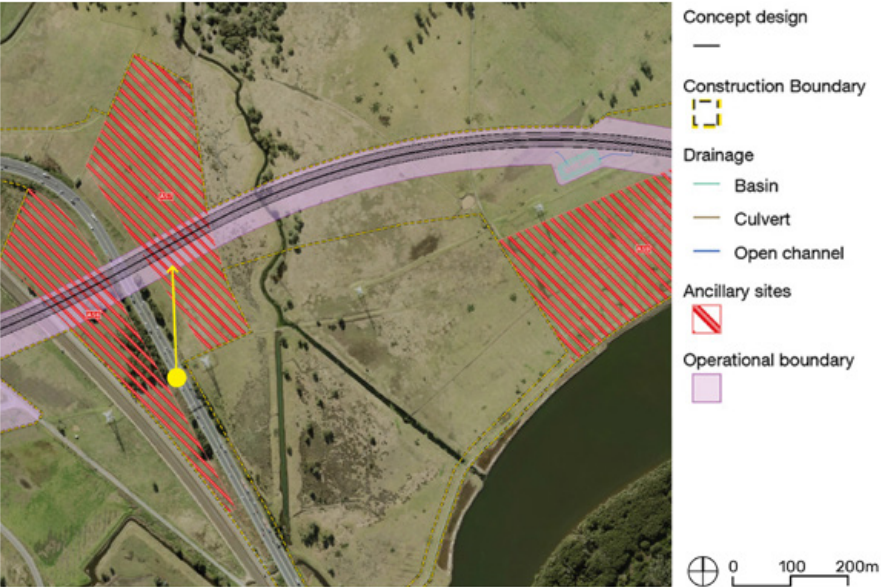 Concept design
Construction Boundary
Drainage
Basin
Culvert
Open channel
Ancillary sites
Operational boundary
0 100 200m